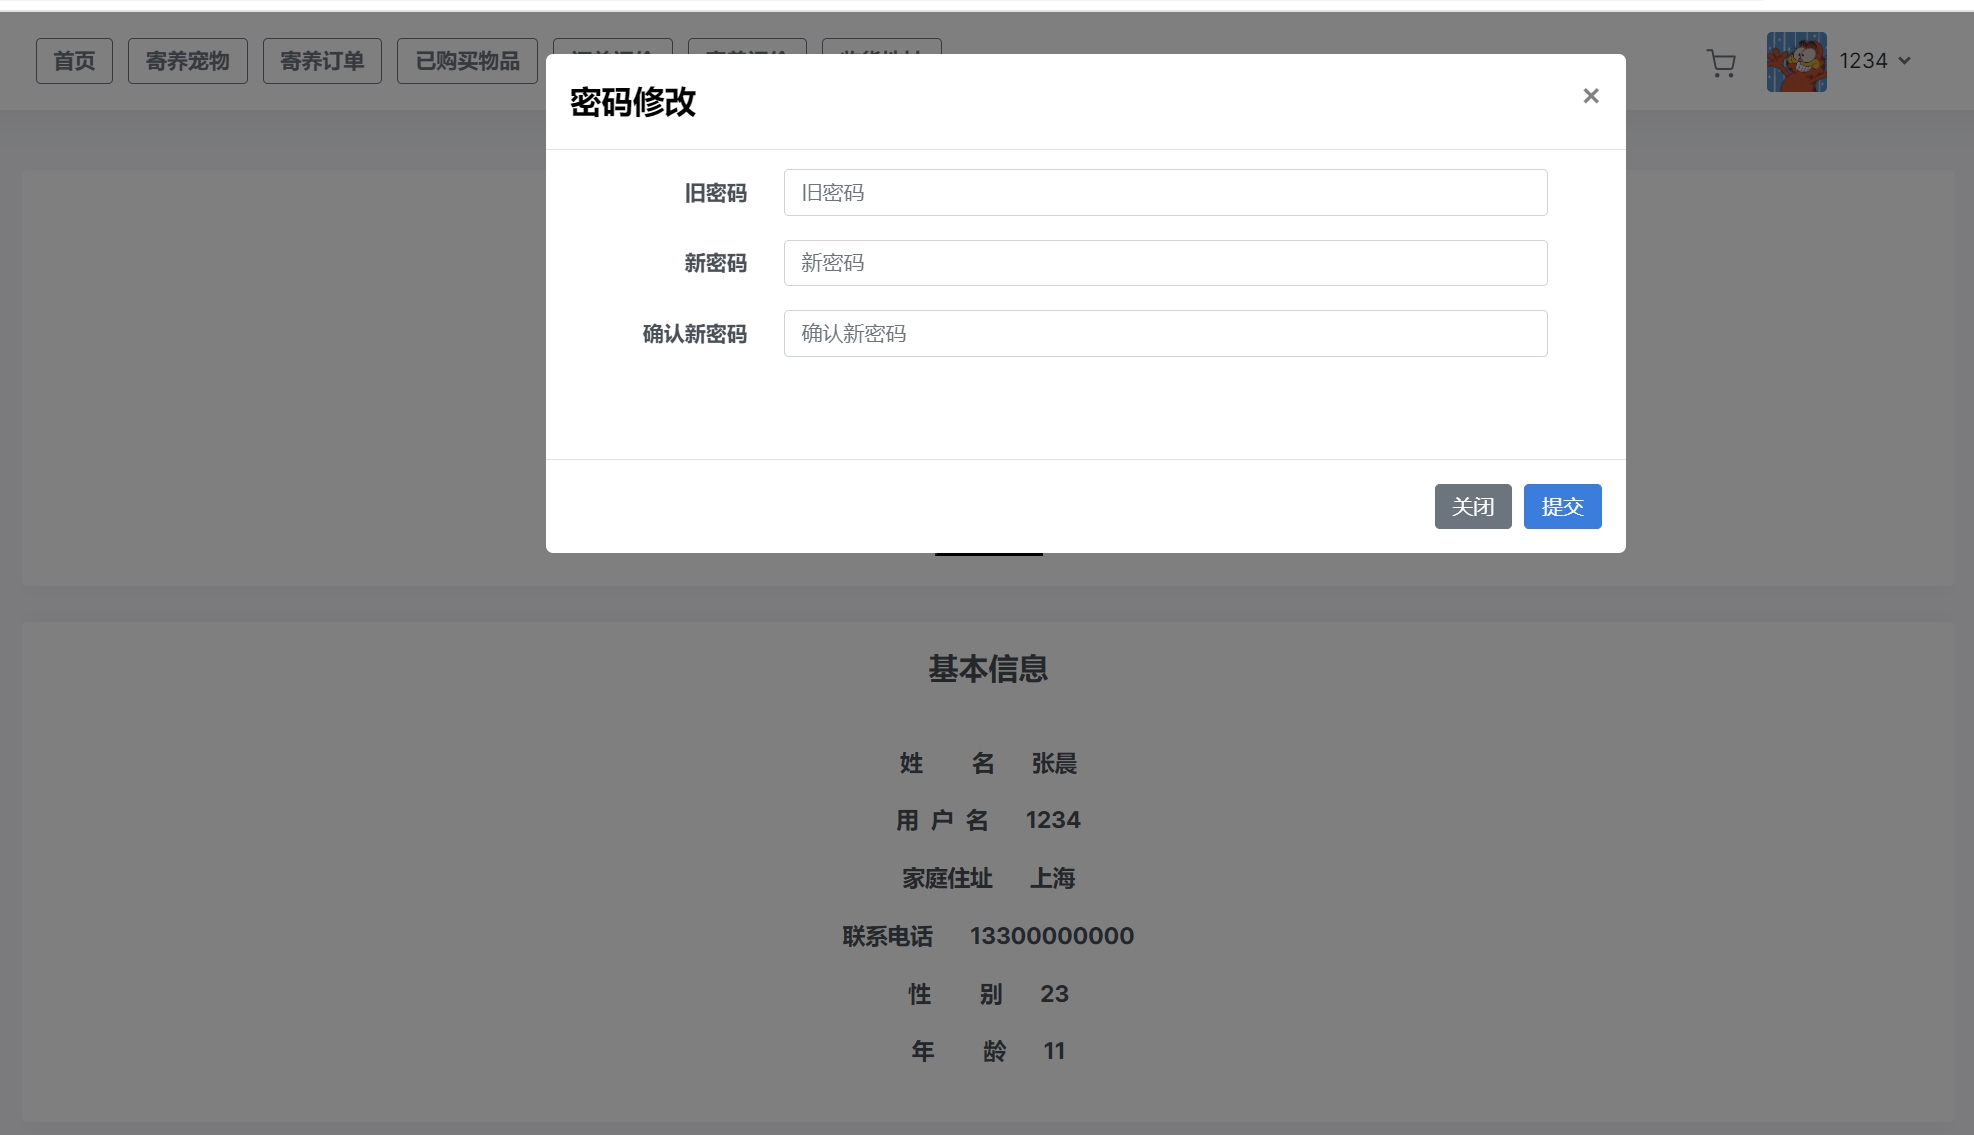 首页 寄养宠物 寄养订单 已购买物品 1234
密码修改
旧密码 旧密码
新密码 新密码
确认新密码 确认新密码
关闭 提交
基本信息
姓 名 张晨
用 户 名 1234
家庭住址 上海
联系电话 13300000000
性 别 23
年 龄 11